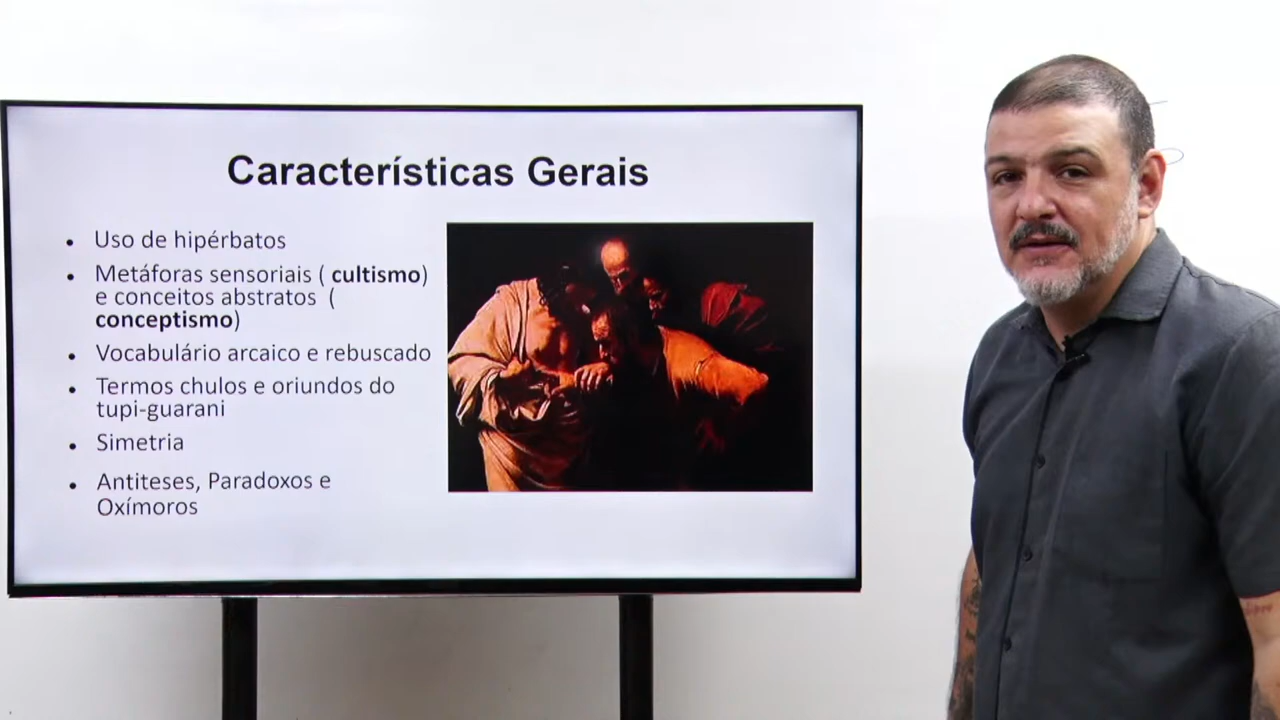 Características Gerais
Uso de hipérbatos
Metáforas sensoriais ( cultismo)
e conceitos abstratos (
conceptismo)
Vocabulário arcaico e rebuscado
Termos chulos e oriundos do
tupi-guarani
Simetria
Antiteses, Paradoxos e
Oxímoros